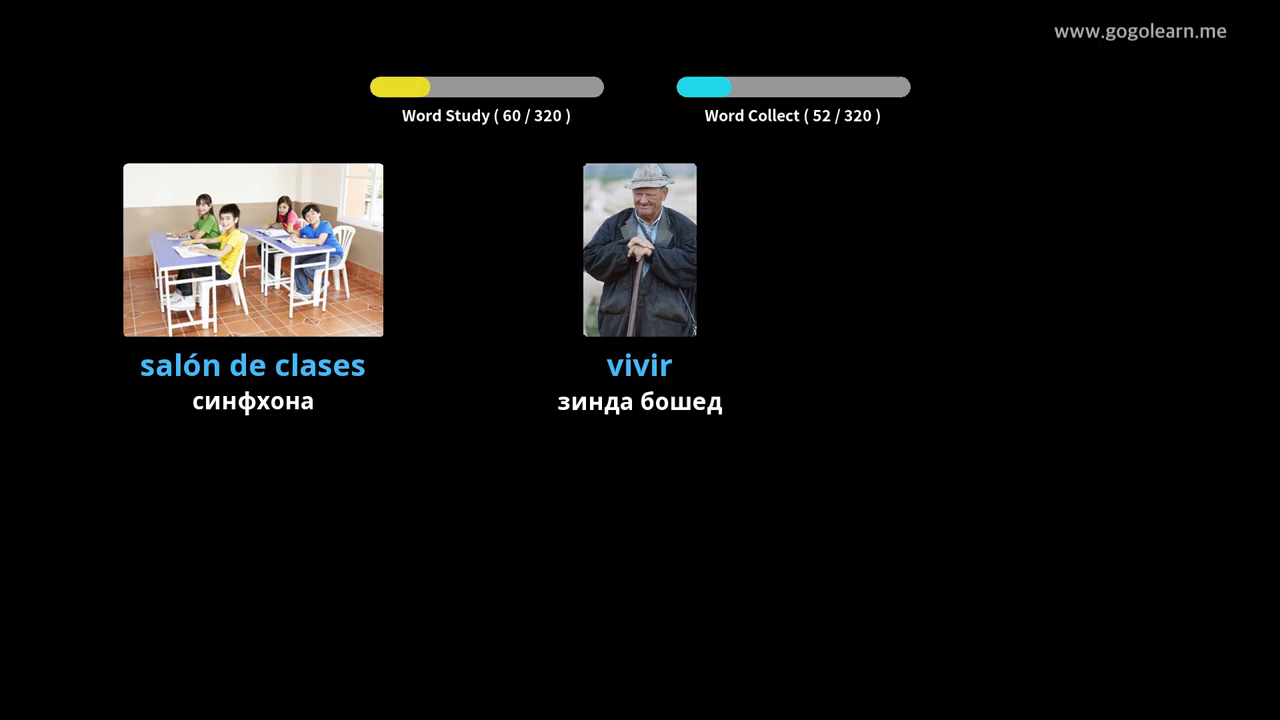 www.gogolearn.me
Word Study ( 60 / 320 )
Word Collect ( 52 / 320 )
salón de clases
vivir
синфхона
зинда бошед